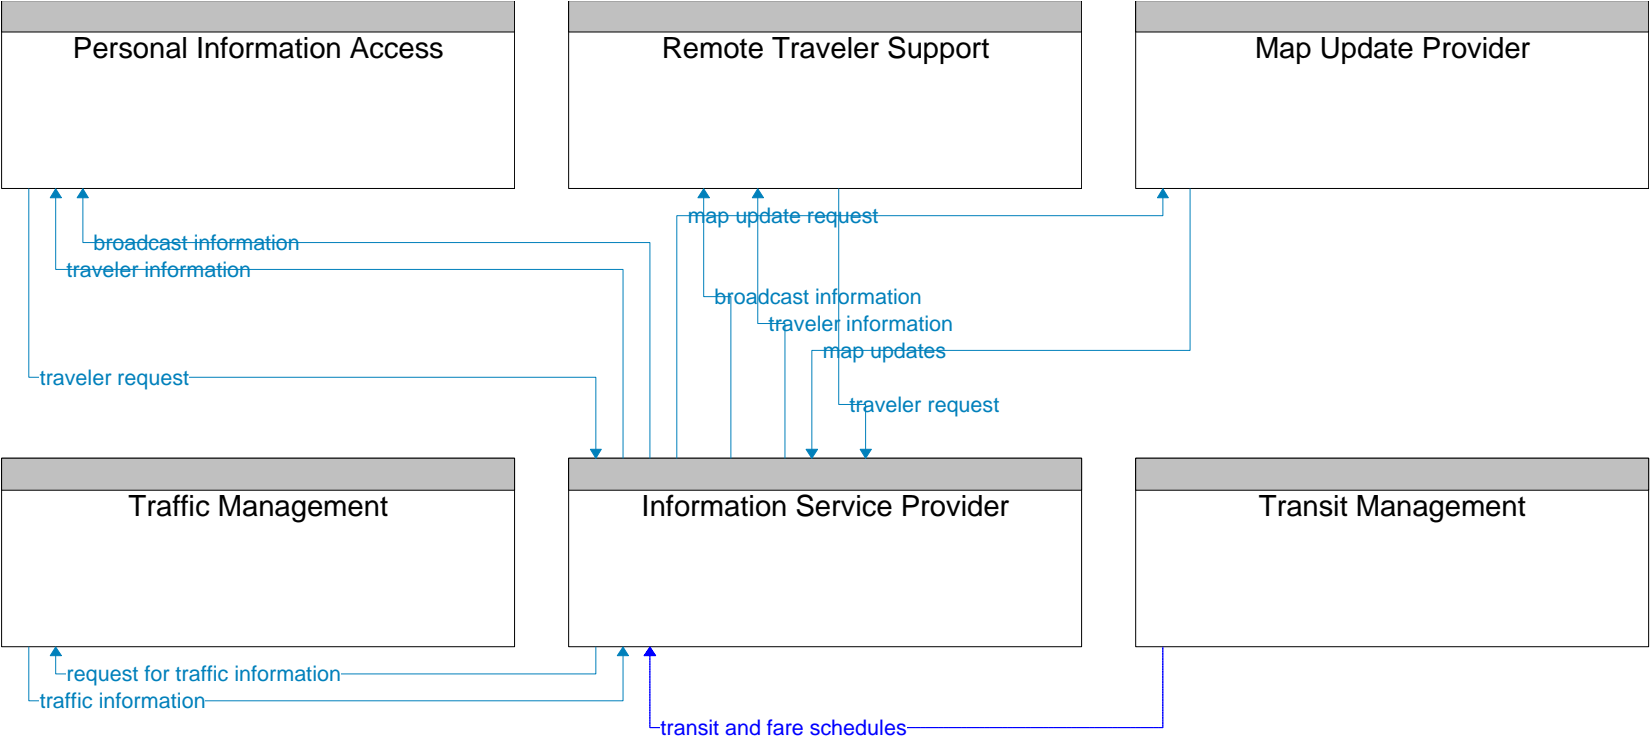 Personal Information Access
Remote Traveler Support
Map Update Provider
map update request
broadcast information
traveler information
broadcast information
traveler information
map updates
traveler request
traveler request
Traffic Management
Information Service Provider
Transit Management
request for traffic information
traffic information
transit and fare schedules